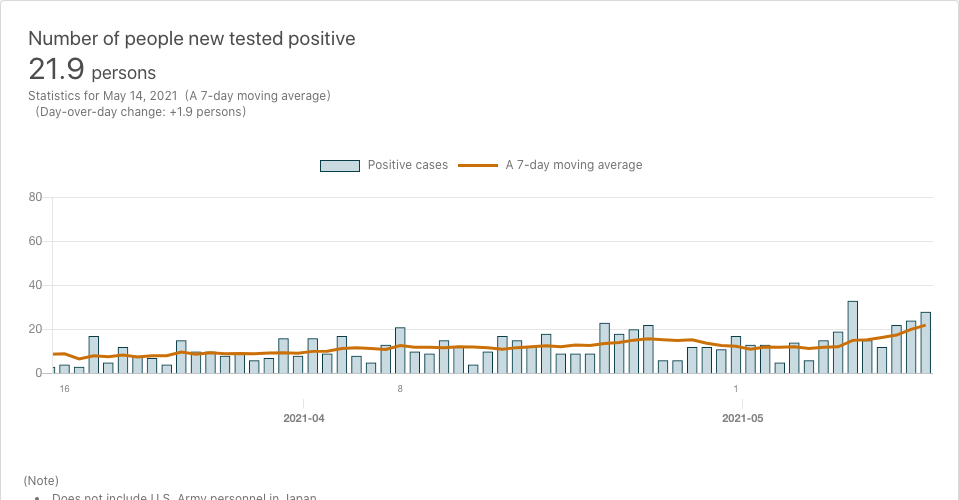 Number of people new tested positive
21.9 persons
Statistics for May 14, 2021 (A 7-day moving average)
(Day-over-day change: +1.9 persons)
Positive cases A 7-day moving average
80
60
40
20
0
16 8 1
2021-04 2021-05
(Note)
• Does not include U.S. Army personnel in Japan